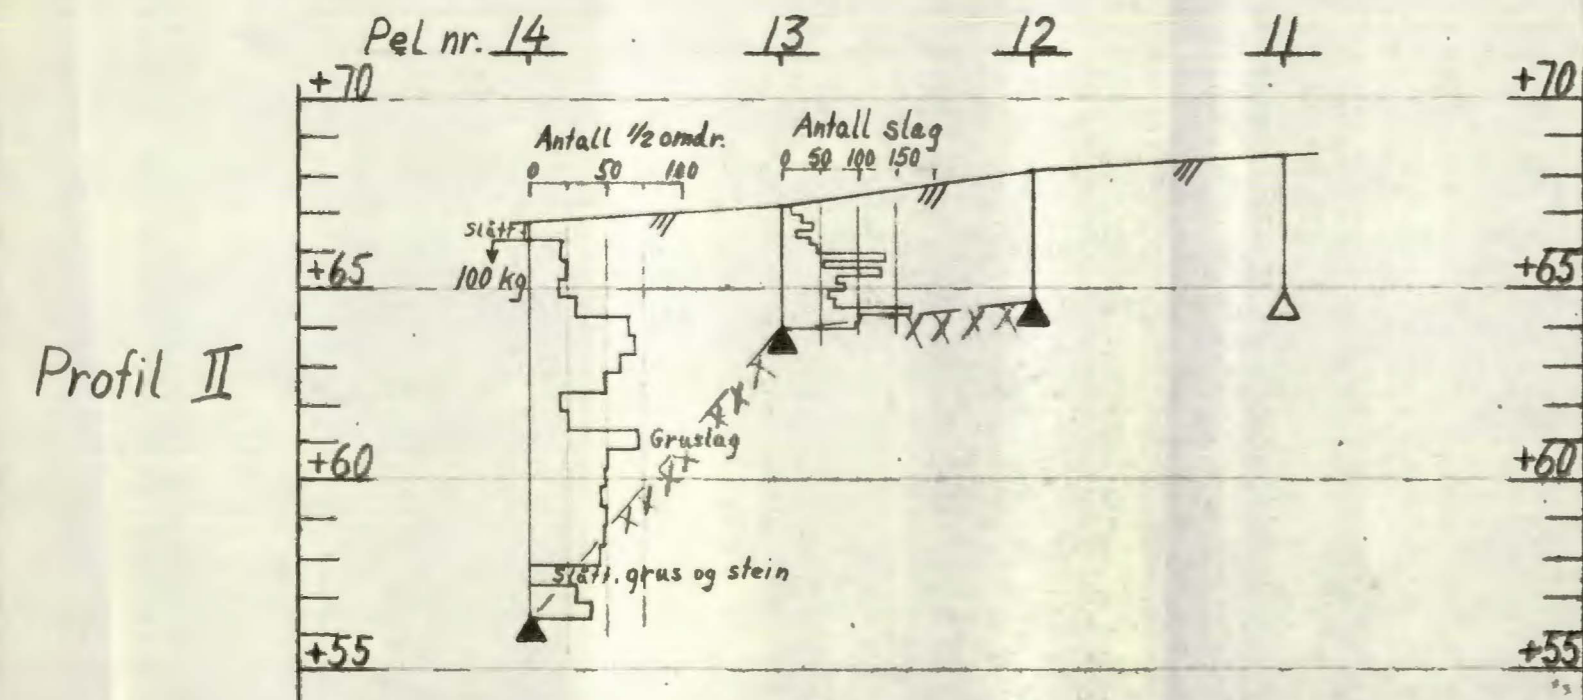 Pel nr. 14 13 12 11
+70 +70
Antall 1/2 omdr. Antall slag
0 50 100 0 50 100 150
Slått
+65 100 kg +65
Profil II
Gruslag
+60 +60
Slått. grus og stein
+55 +55